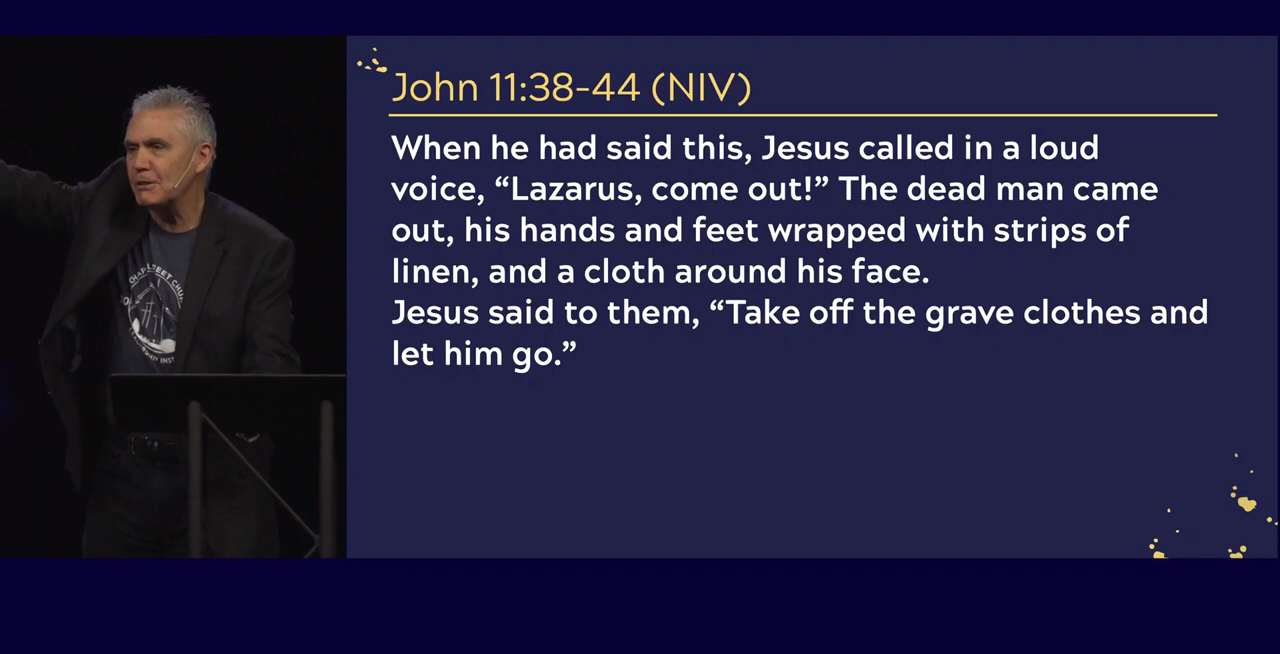 John 11:38-44 (NIV)
When he had said this, Jesus called in a loud
voice, “Lazarus, come out!” The dead man came
out, his hands and feet wrapped with strips of
linen, and a cloth around his face.
Jesus said to them, “Take off the grave clothes and
let him go.”